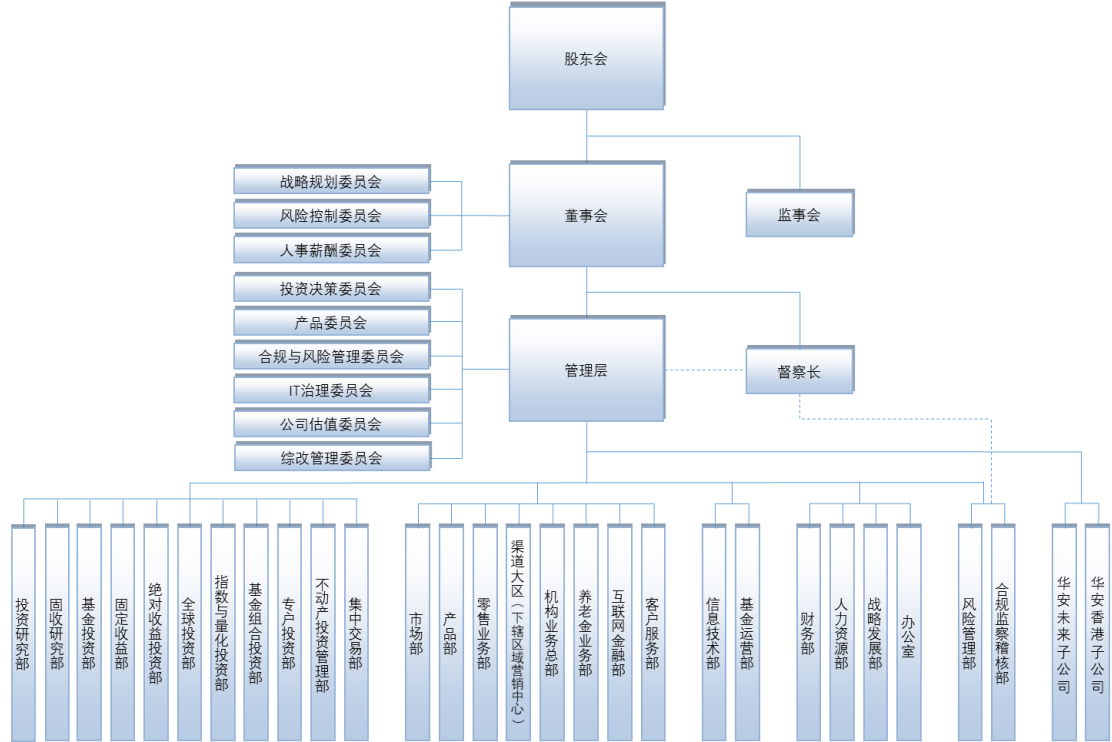 股东会
董事会
监事会
战略规划委员会
风险控制委员会
人事薪酬委员会
投资决策委员会
产品委员会
合规与风险管理委员会
IT治理委员会
公司估值委员会
综改管理委员会
管理层
督察长
投资研究部
固收研究部
基金投资部
固定收益部
绝对收益投资部
全球投资部
指数与量化投资部
基金组合投资部
专户投资部
不动产投资管理部
集中交易部
市场部
产品部
零售业务部
渠道大区（下辖区域营销中心）
机构业务总部
养老金业务部
互联网金融部
客户服务部
信息技术部
基金运营部
财务部
人力资源部
战略发展部
办公室
风险管理部
合规监察稽核部
华安未来子公司
华安香港子公司